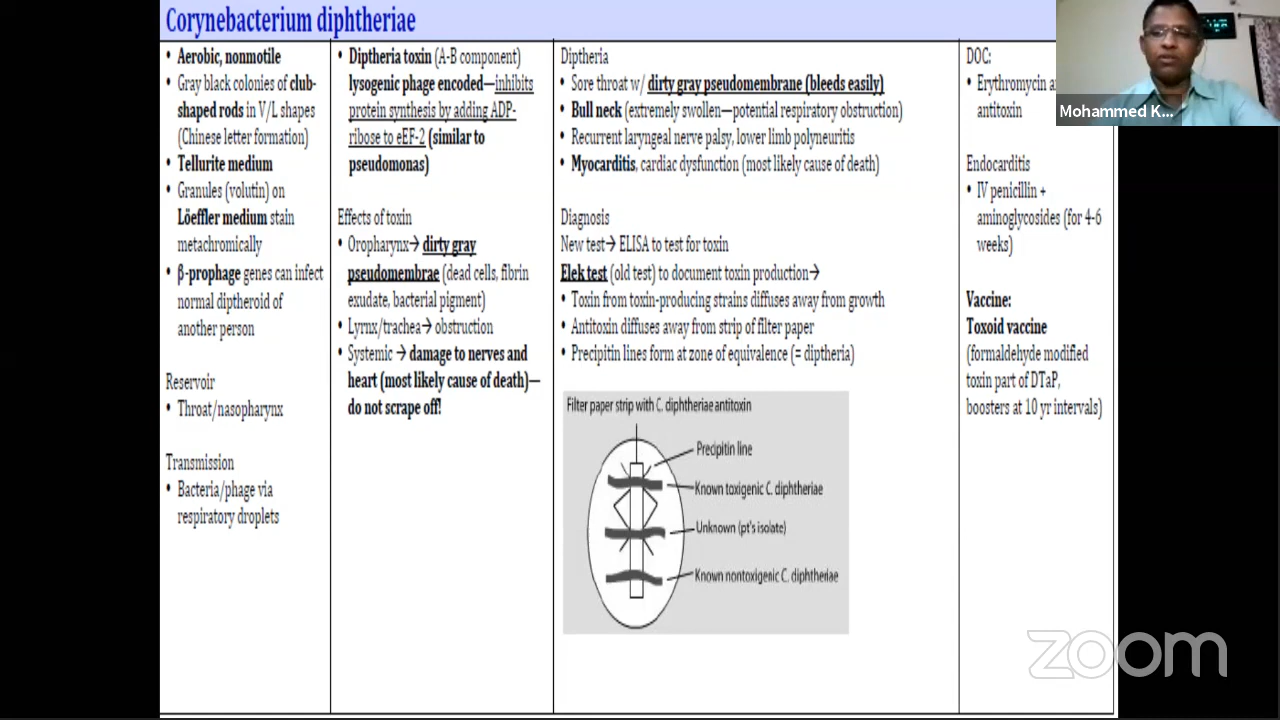 Corynebacterium diphtheriae
• Aerobic, nonmotile
• Gray black colonies of club-
shaped rods in V/L shapes
(Chinese letter formation)
• Tellurite medium
• Granules (volutin) on
Löeffler medium stain
metachromically
• β-prophage genes can infect
normal diptheroid of
another person
Reservoir
• Throat/nasopharynx
Transmission
• Bacteria/phage via
respiratory droplets
• Diptheria toxin (A-B component)
lysogenic phage encoded—inhibits
protein synthesis by adding ADP-
ribose to eEF-2 (similar to
pseudomonas)
Effects of toxin
• Oropharynx→ dirty gray
pseudomembrae (dead cells, fibrin
exudate, bacterial pigment)
• Lyrnx/trachea→ obstruction
• Systemic → damage to nerves and
heart (most likely cause of death)—
do not scrape off!
Diptheria
• Sore throat w/ dirty gray pseudomembrane (bleeds easily)
• Bull neck (extremely swollen—potential respiratory obstruction)
• Recurrent laryngeal nerve palsy, lower limb polyneuritis
• Myocarditis, cardiac dysfunction (most likely cause of death)
Diagnosis
New test→ ELISA to test for toxin
Elek test (old test) to document toxin production→
• Toxin from toxin-producing strains diffuses away from growth
• Antitoxin diffuses away from strip of filter paper
• Precipitin lines form at zone of equivalence (= diptheria)
Filter paper strip with C. diphtheriae antitoxin
Precipitin line
Known toxigenic C. diphtheriae
Unknown (pt's isolate)
Known nontoxigenic C. diphtheriae
DOC:
• Erythromycin
antitoxin
Endocarditis
• IV penicillin +
aminoglycosides (for 4-6
weeks)
Vaccine:
Toxoid vaccine
(formaldehyde modified
toxin part of DTaP,
boosters at 10 yr intervals)
Mohammed K...
zoom